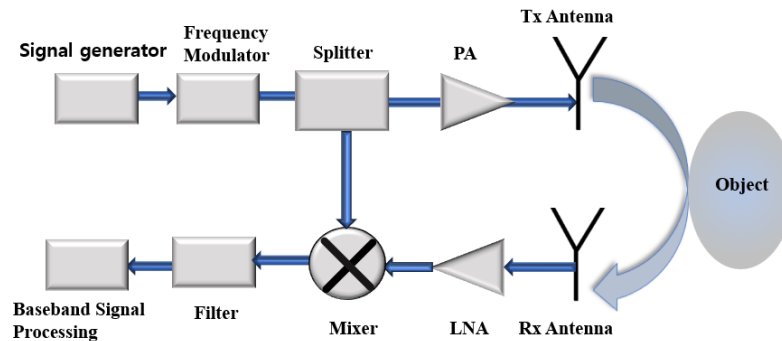 Tx Antenna
Frequency
Modulator
Signal generator
Splitter
PA
Object
Baseband Signal
Processing
Filter
Mixer
LNA
Rx Antenna